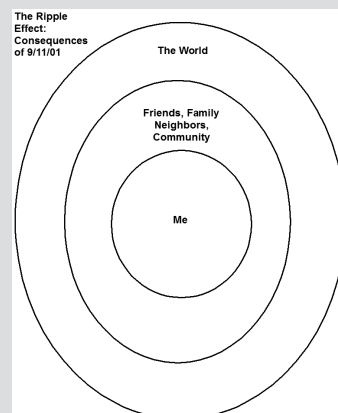 The Ripple
Effect:
Consequences
of 9/11/01
The World
Friends, Family
Neighbors,
Community
Me